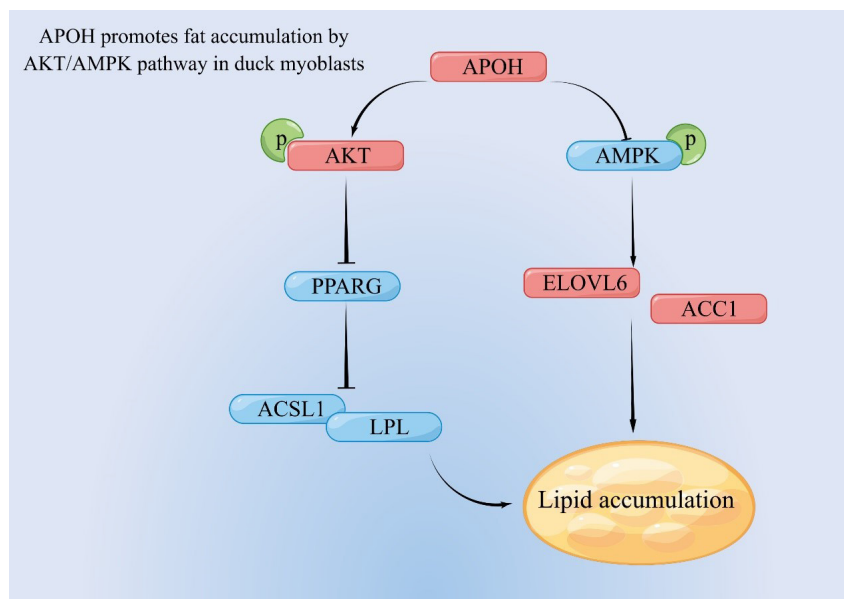 APOH promotes fat accumulation by
AKT/AMPK pathway in duck myoblasts
APOH
p
AKT
AMPK
p
PPARG
ELOVL6
ACC1
ACSL1
LPL
Lipid accumulation